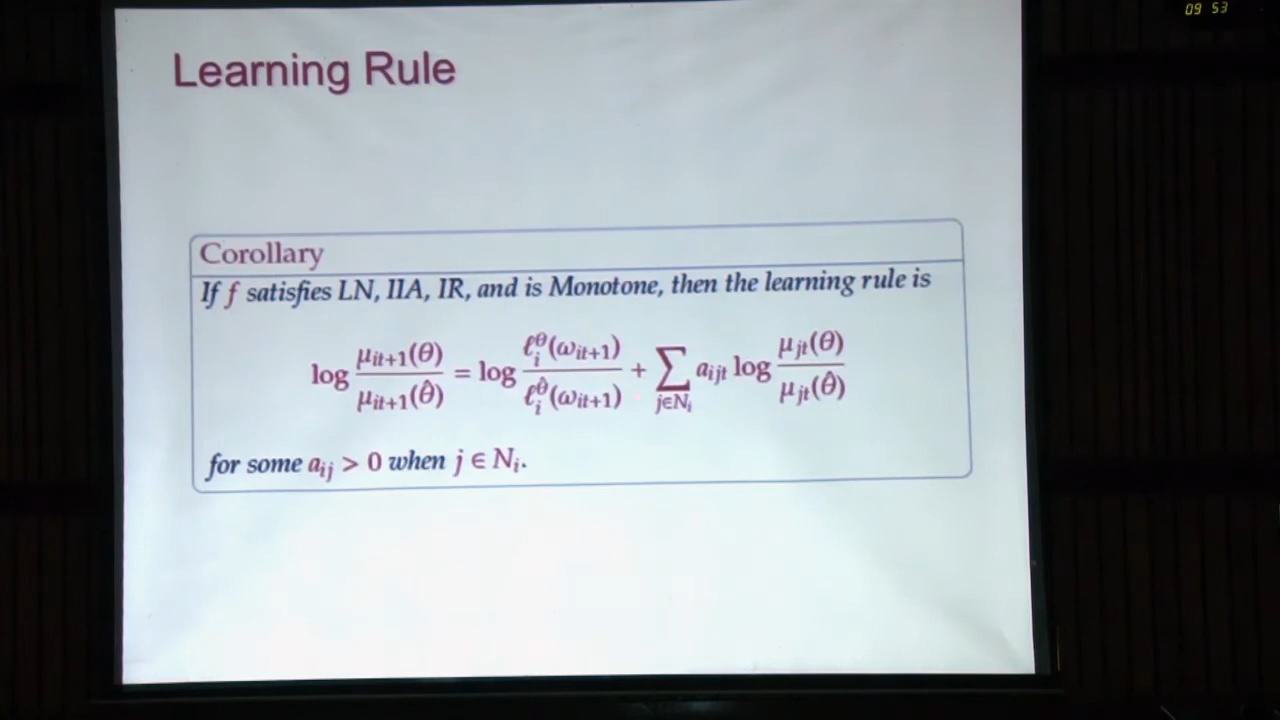 09 53
Learning Rule
Corollary
If f satisfies LN, IIA, IR, and is Monotone, then the learning rule is
log μit+1(θ)/μit+1(θ̂) = log ℓiθ(ωit+1)/ℓiθ̂(ωit+1) + ∑j∈Ni aijt log μjt(θ)/μjt(θ̂)
for some aij > 0 when j ∈ Ni.